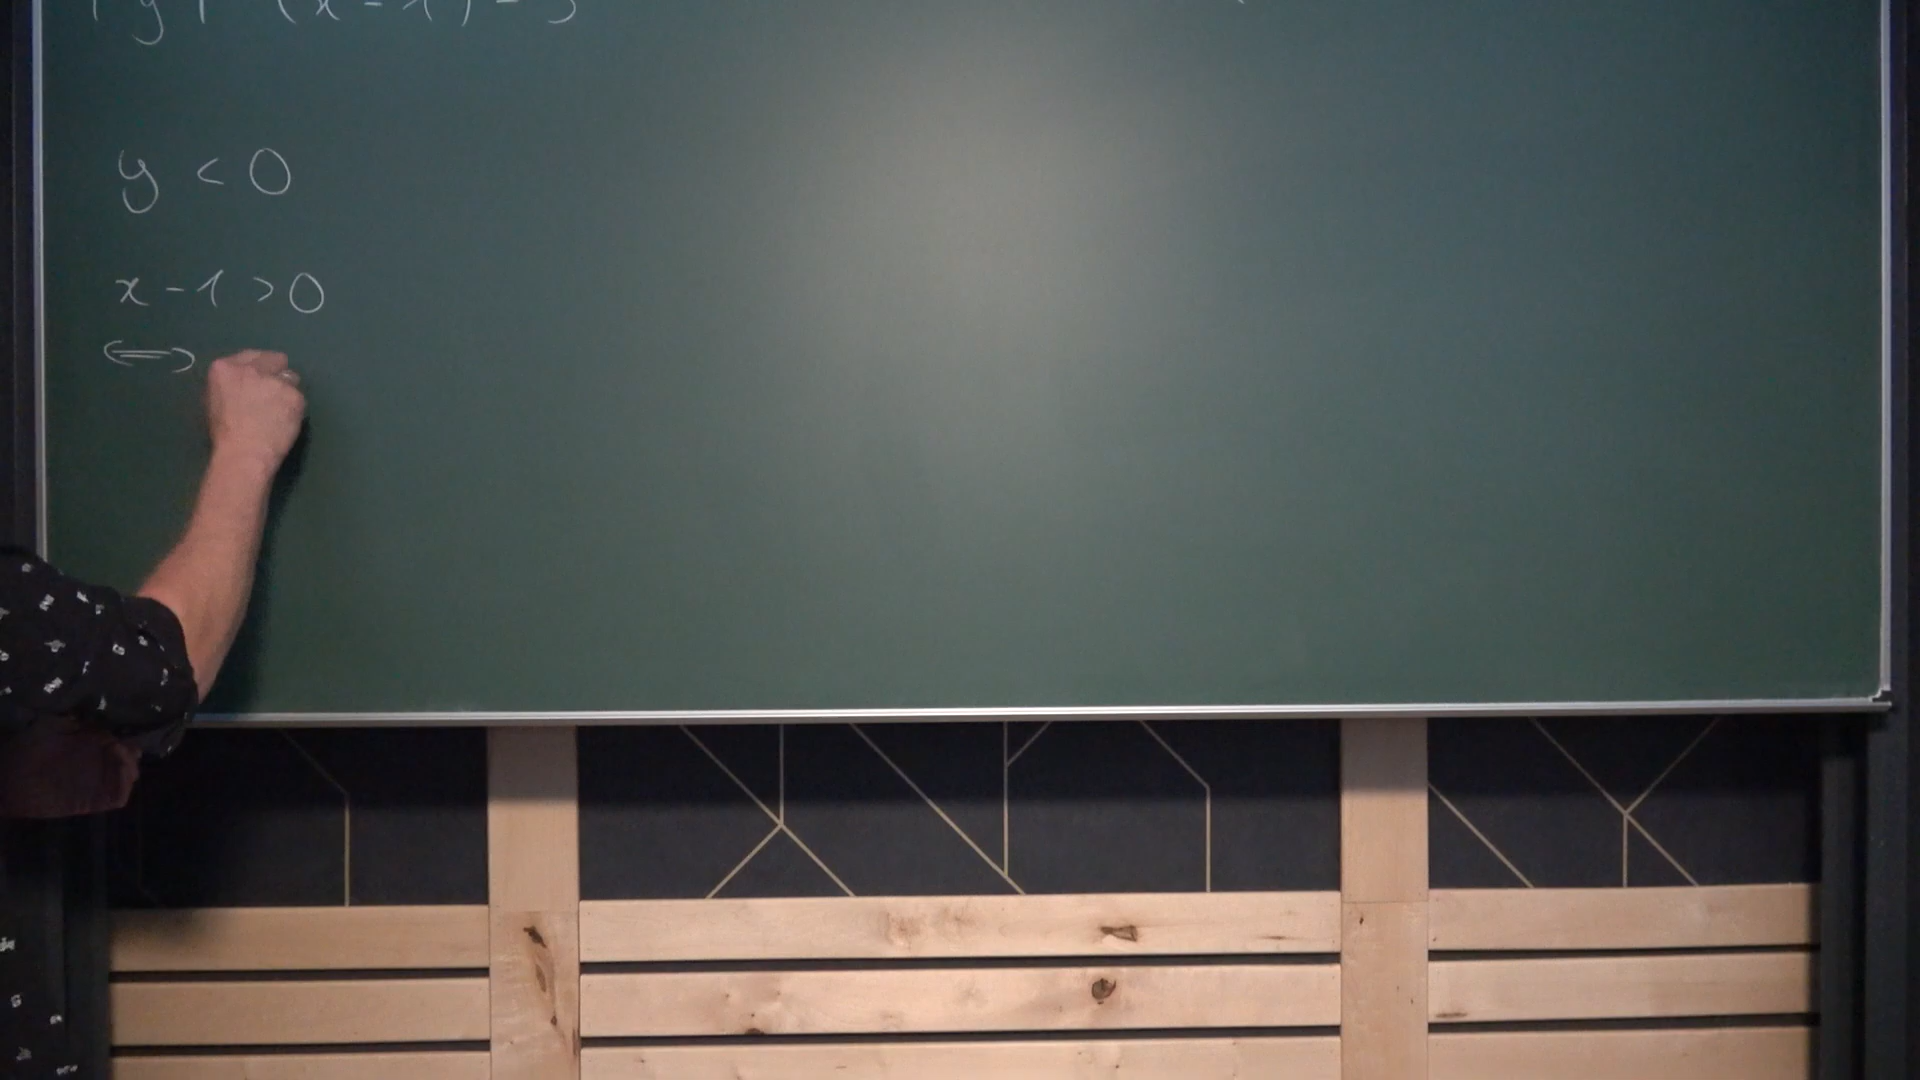 y < 0
x - 1 > 0
⟺